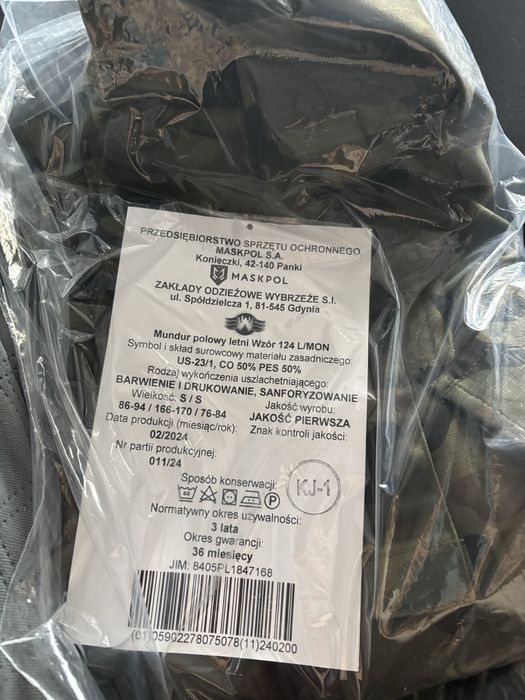 PRZEDSIĘBIORSTWO SPRZĘTU OCHRONNEGO
MASKPOL S.A.
Konieczki, 42-140 Panki
MASKPOL
ZAKŁADY ODZIEŻOWE WYBRZEŻE S.I.
ul. Spółdzielcza 1, 81-545 Gdynia
W
Mundur polowy letni Wzór 124 L/MON
Symbol i skład surowcowy materiału zasadniczego:
US-23/1, CO 50% PES 50%
Rodzaj wykończenia uszlachetniającego:
BARWIENIE I DRUKOWANIE, SANFORYZOWANIE
Wielkość: S / S
86-94 / 166-170 / 76-84
Jakość wyrobu:
JAKOŚĆ PIERWSZA
Data produkcji (miesiąc/rok):
02/2024
Znak kontroli jakości:
Nr partii produkcyjnej:
011/24
KJ-1
Sposób konserwacji:
60
P
Normatywny okres używalności:
3 lata
Okres gwarancji:
36 miesięcy
JIM: 8405PL1847168
(01)05902278075078(11)240200